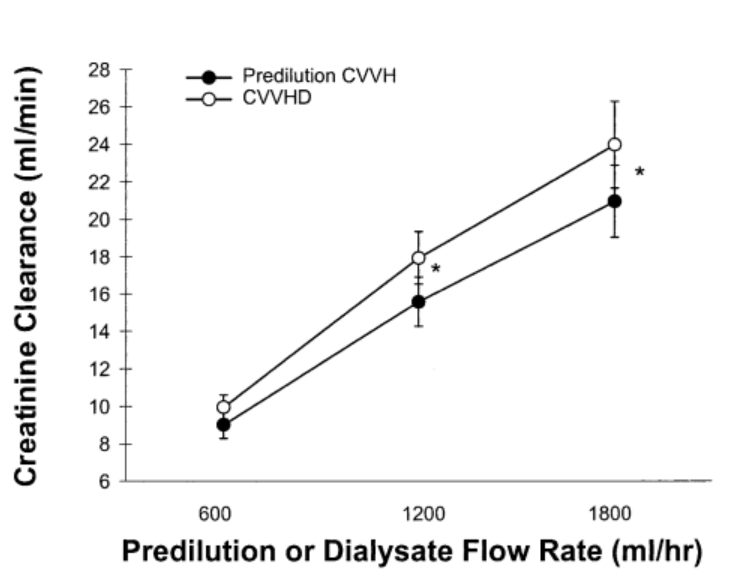 Predilution CVVH
CVVHD
28
26
24
22
20
18
16
14
12
10
8
6
*
*
Creatinine Clearance (ml/min)
600 1200 1800
Predilution or Dialysate Flow Rate (ml/hr)